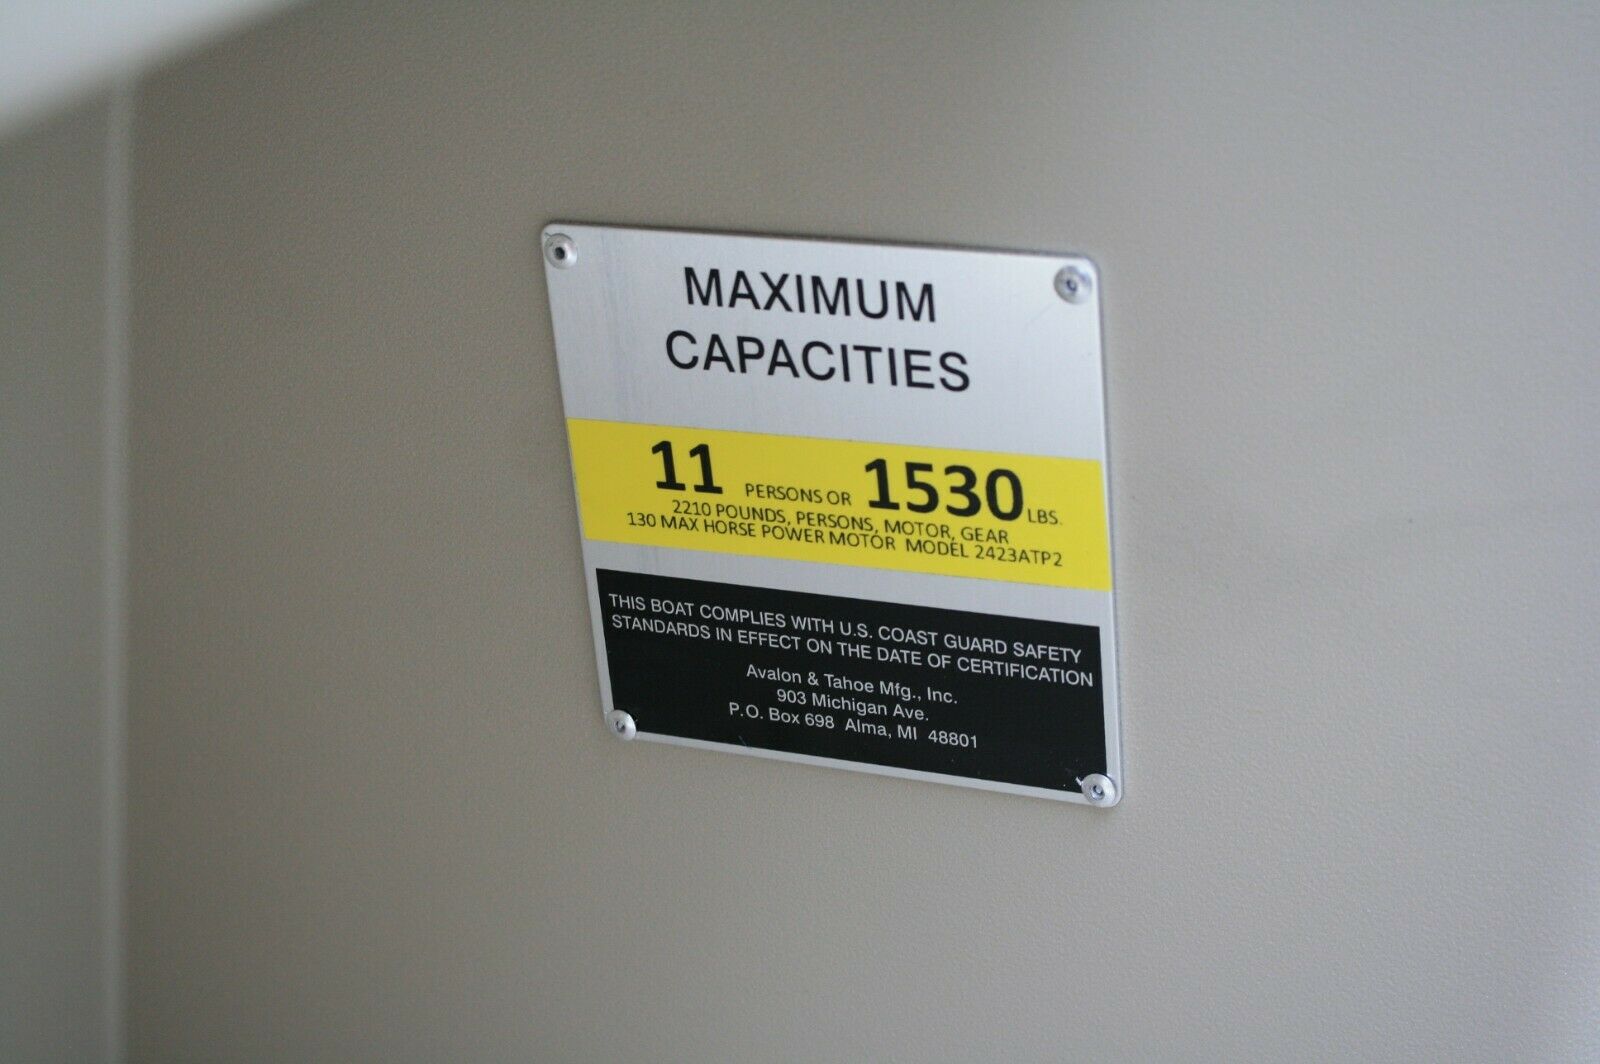 MAXIMUM
CAPACITIES
11 PERSONS OR 1530 LBS.
2210 POUNDS, PERSONS, MOTOR, GEAR
130 MAX HORSE POWER MOTOR MODEL 2423ATP2
THIS BOAT COMPLIES WITH U.S. COAST GUARD SAFETY
STANDARDS IN EFFECT ON THE DATE OF CERTIFICATION
Avalon & Tahoe Mfg., Inc.
903 Michigan Ave.
P.O. Box 698 Alma, MI 48801